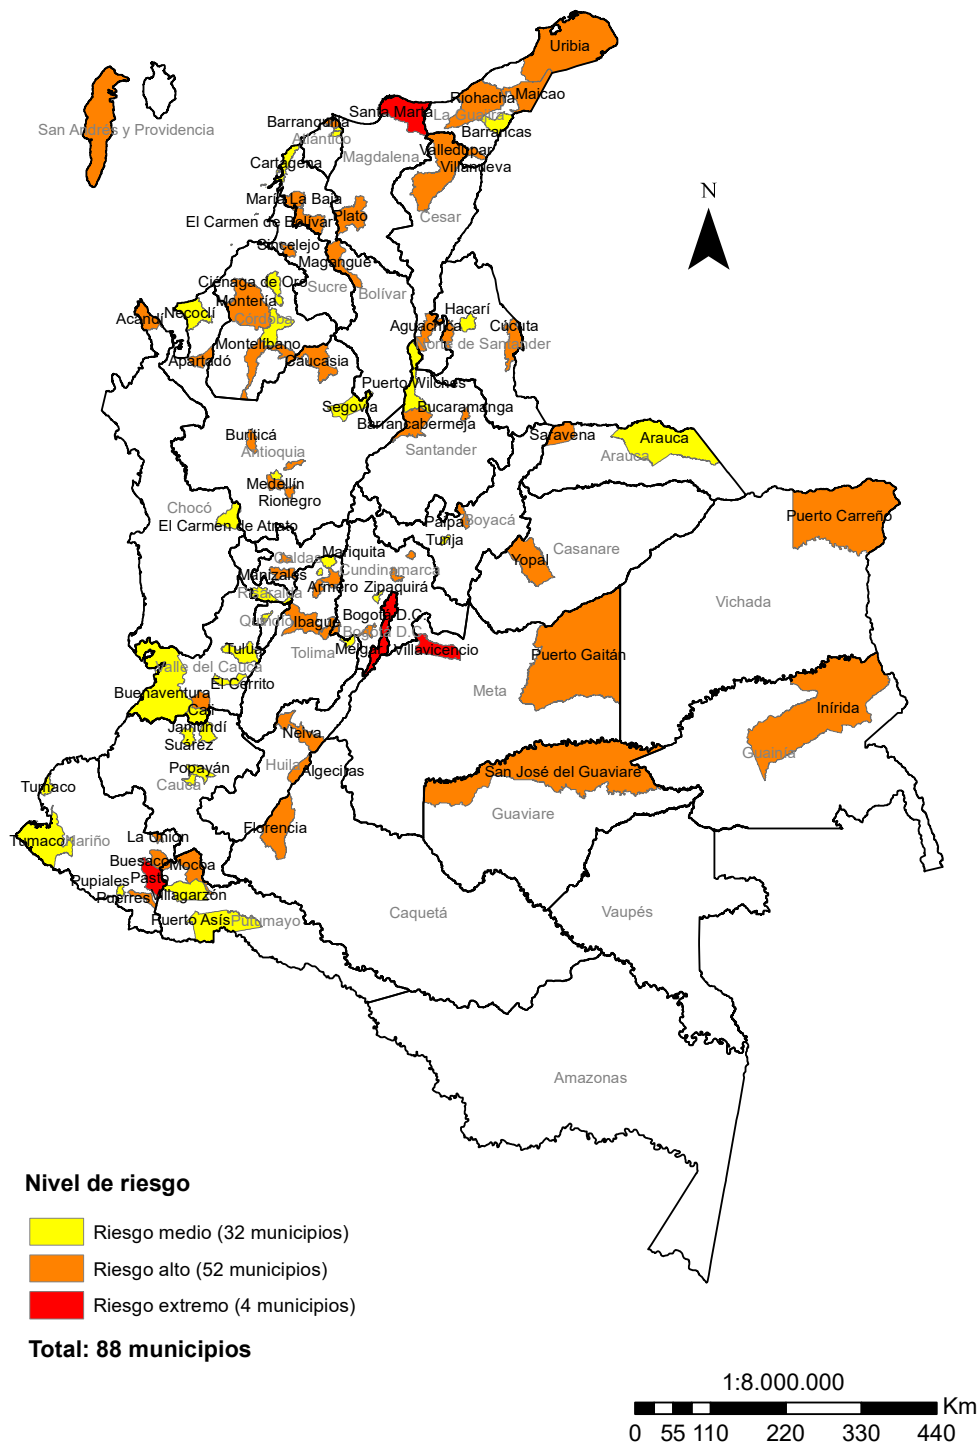 Uribia
Riohacha
Maicao
Santa Marta
La Guajira
San Andrés y Providencia
Barranquilla
Atlántico
Barrancas
Magdalena
Valledupar
Cartagena
Villanueva
N
María La Baja
El Carmen de Bolívar
Plato
Cesar
Sincelejo
Magangué
Ciénaga de Oro
Sucre
Bolívar
Montería
Necoclí
Acandí
Córdoba
Hacarí
Aguachica
Cúcuta
Norte de Santander
Montelíbano
Apartadó
Caucasia
Puerto Wilches
Segovia
Bucaramanga
Barrancabermeja
Buriticá
Antioquia
Santander
Saravena
Arauca
Arauca
Medellín
Rionegro
Chocó
El Carmen de Atrato
Paipa
Boyacá
Tunja
Puerto Carreño
Mariquita
Caldas
Cundinamarca
Yopal
Casanare
Manizales
Armero
Zipaquirá
Risaralda
Vichada
Quindío
Ibagué
Bogotá D.C.
Bogotá D.C.
Tolima
Melgar
Villavicencio
Tuluá
Puerto Gaitán
Valle del Cauca
El Cerrito
Meta
Buenaventura
Cali
Inírida
Jamundí
Suárez
Neiva
Guainía
Popayán
Huila
Algeciras
San José del Guaviare
Cauca
Tumaco
Guaviare
La Unión
Florencia
Tumaco
Nariño
Buesaco
Mocoa
Pasto
Pupiales
Puerres
Villagarzón
Caquetá
Vaupés
Puerto Asís
Putumayo
Amazonas
Nivel de riesgo
Riesgo medio (32 municipios)
Riesgo alto (52 municipios)
Riesgo extremo (4 municipios)
Total: 88 municipios
1:8.000.000
Km
0 55 110 220 330 440